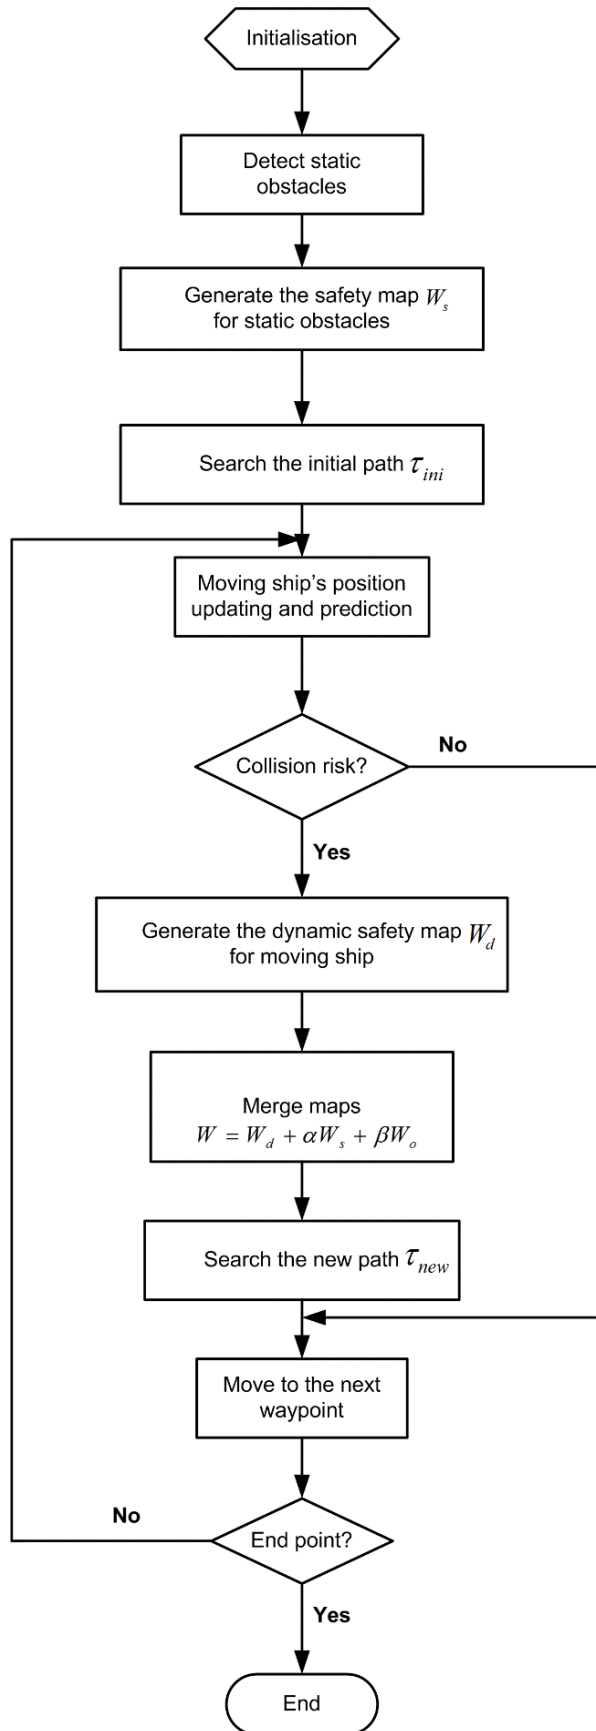 Initialisation
Detect static
obstacles
Generate the safety map W_s
for static obstacles
Search the initial path τ_ini
Moving ship's position
updating and prediction
Collision risk?
No
Yes
Generate the dynamic safety map W_d
for moving ship
Merge maps
W = W_d + αW_s + βW_o
Search the new path τ_new
Move to the next
waypoint
No
End point?
Yes
End